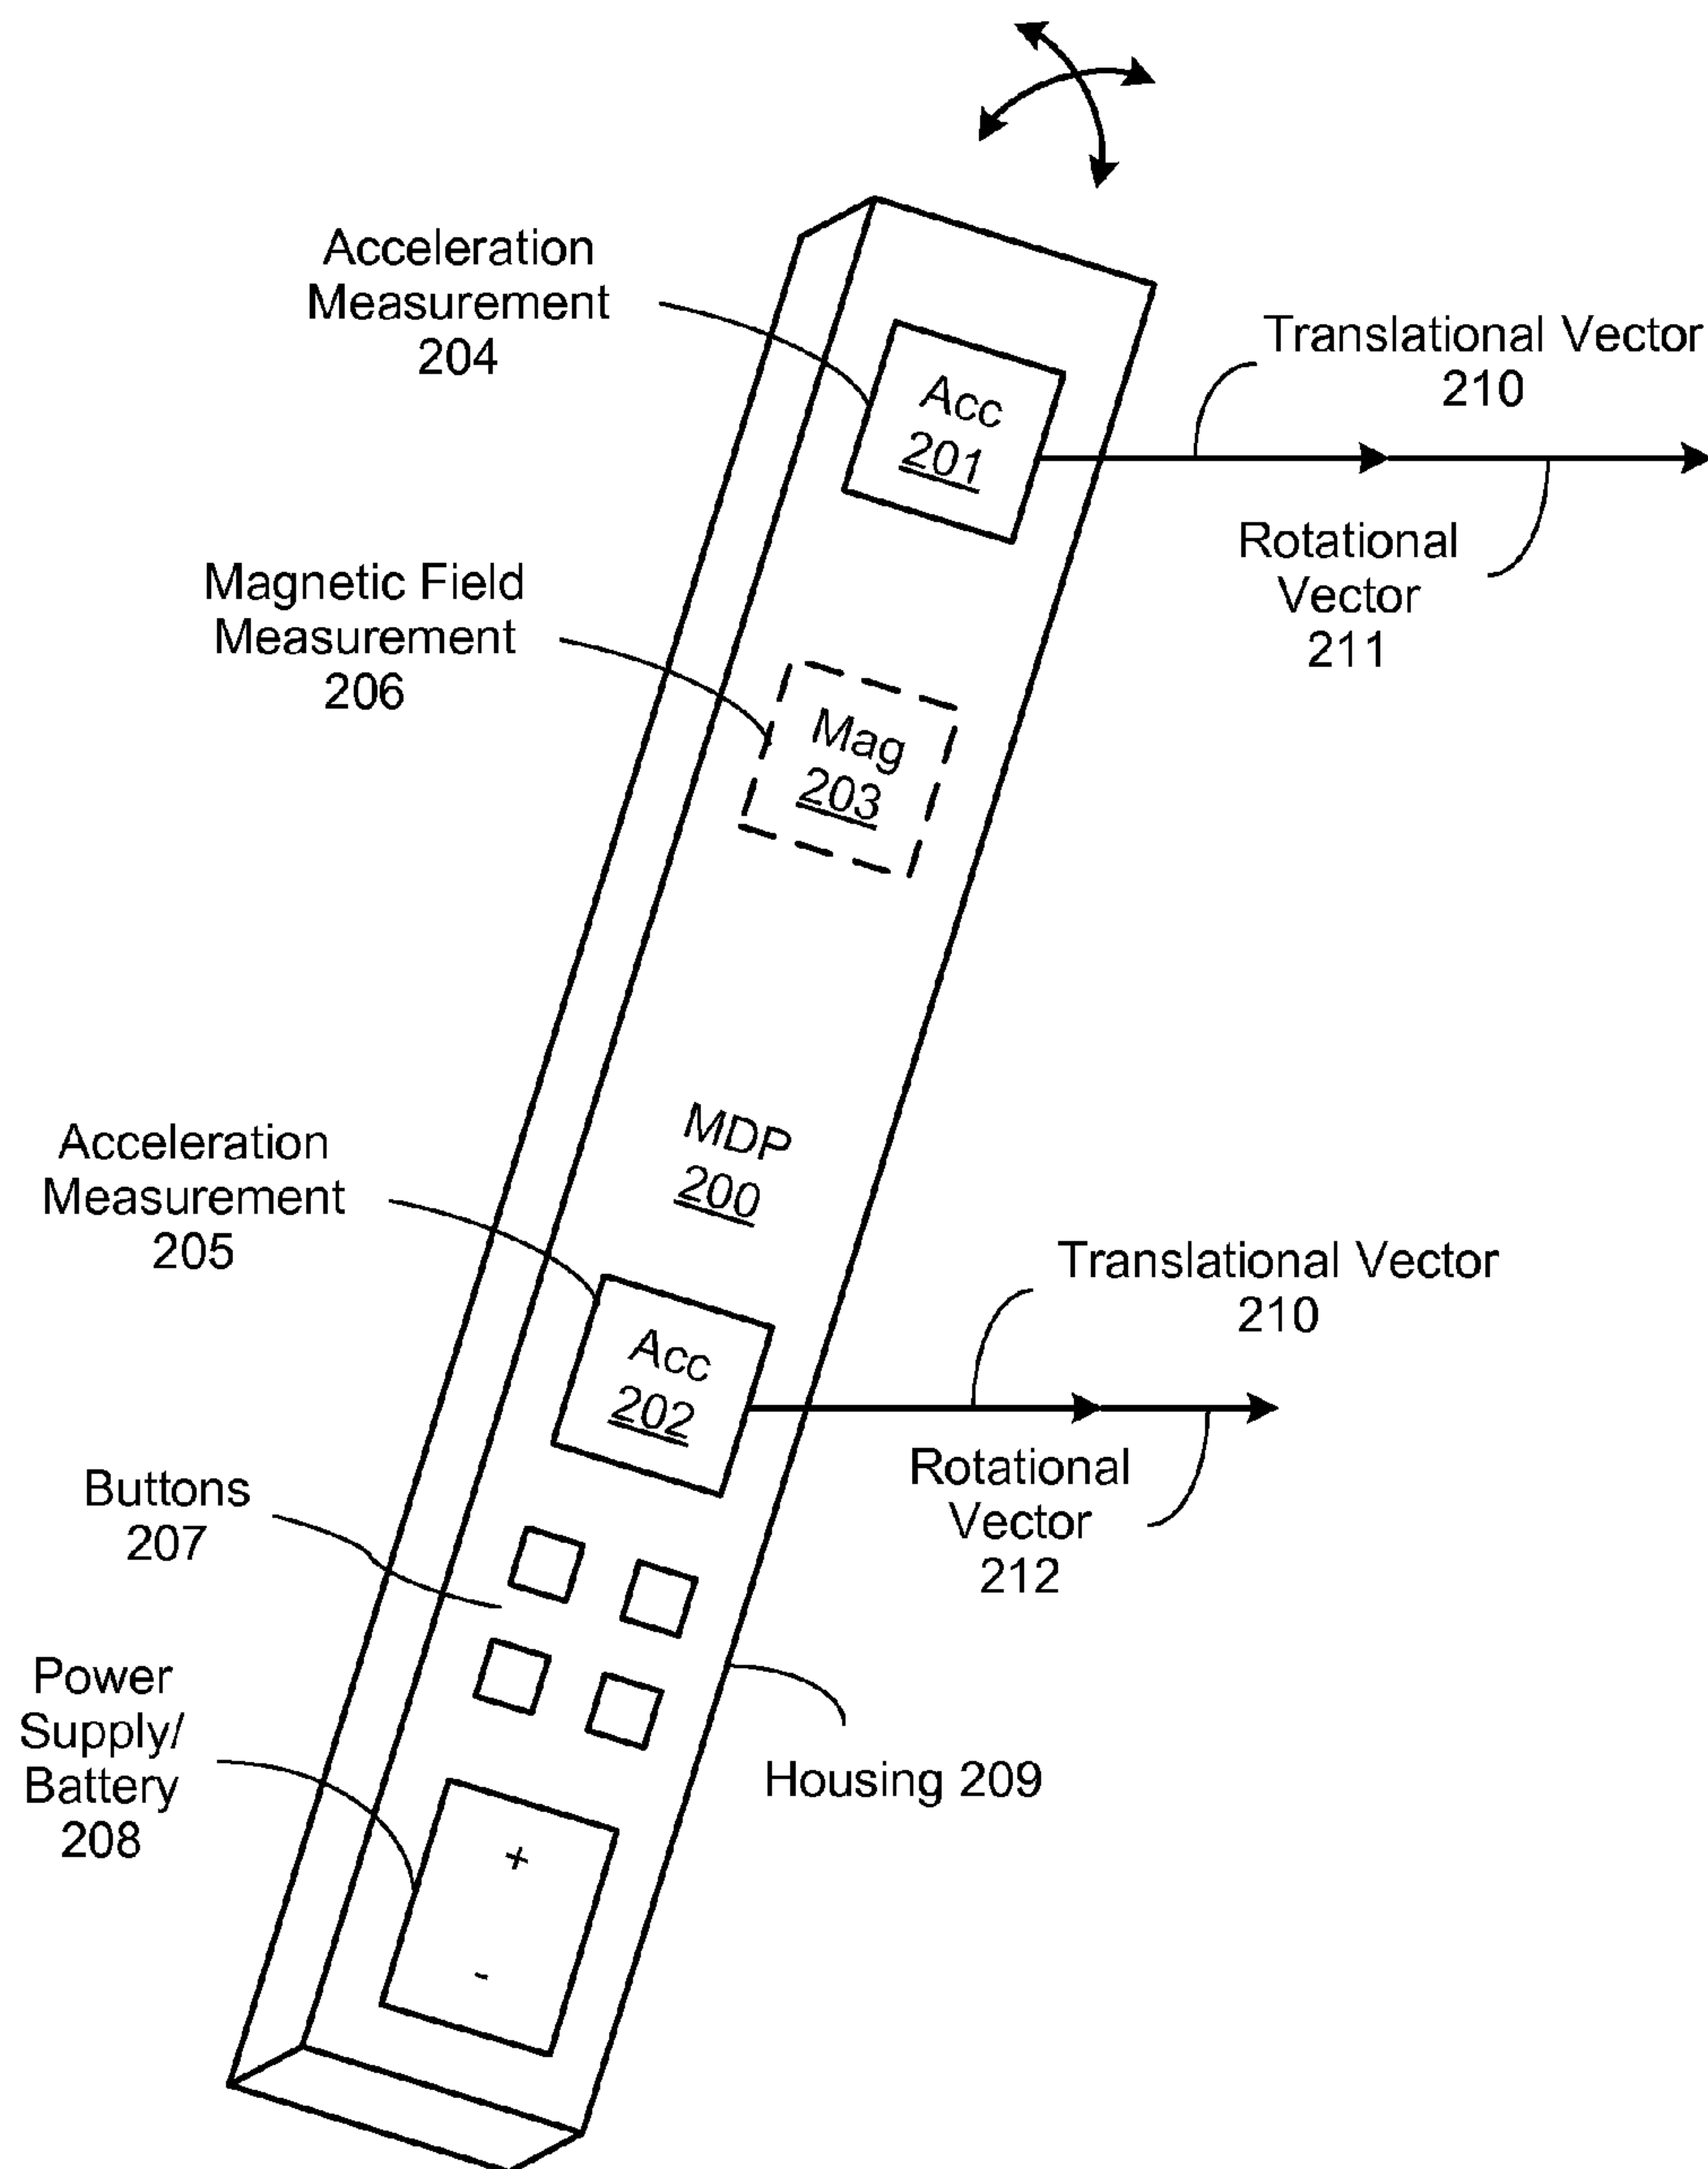 Acceleration
Measurement
204
Acc
201
Translational Vector
210
Rotational
Vector
211
Magnetic Field
Measurement
206
Mag
203
MDP
200
Acceleration
Measurement
205
Acc
202
Translational Vector
210
Rotational
Vector
212
Buttons
207
Power
Supply/
Battery
208
Housing 209
+
-